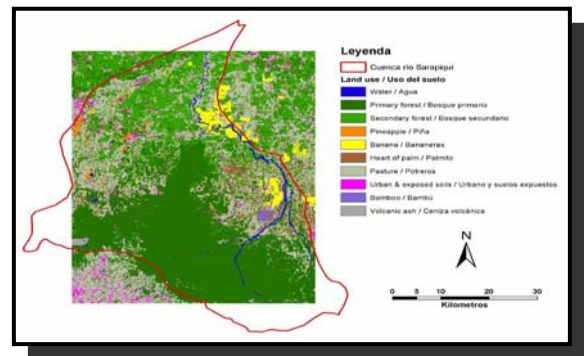 Leyenda
Cuenca río Sarapiquí
Land use / Uso del suelo
Water / Agua
Primary forest / Bosque primario
Secondary forest / Bosque secundario
Pineapple / Piña
Banana / Bananeras
Heart of palm / Palmito
Pasture / Potreros
Urban & exposed soils / Urbano y suelos expuestos
Bamboo / Bambú
Volcanic ash / Ceniza volcánica
N
0 5 10 20 30
Kilometros